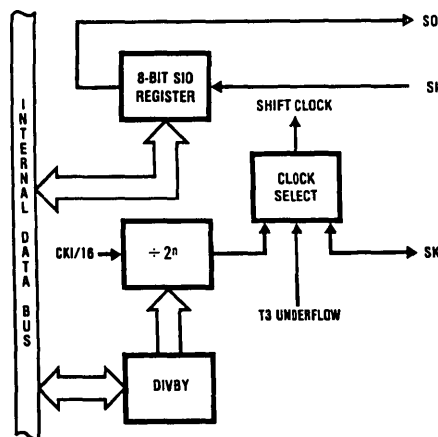 SO
8-BIT SIO
REGISTER
SI
SHIFT CLOCK
INTERNAL DATA BUS
CLOCK
SELECT
CKI/16
÷ 2ⁿ
SK
T3 UNDERFLOW
DIVBY